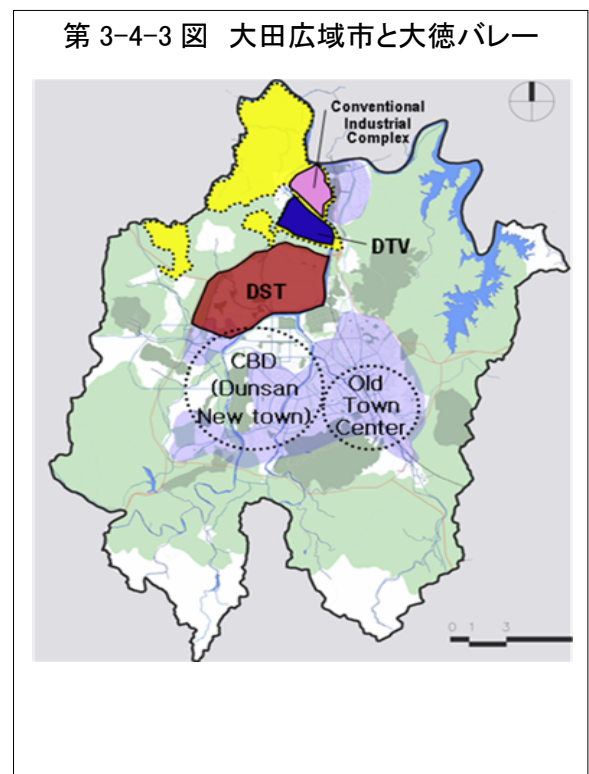 第 3-4-3 図 大田広域市と大徳バレー
Conventional
Industrial
Complex
DTV
DST
CBD
(Dunsan
New town)
Old
Town
Center
0 1 3